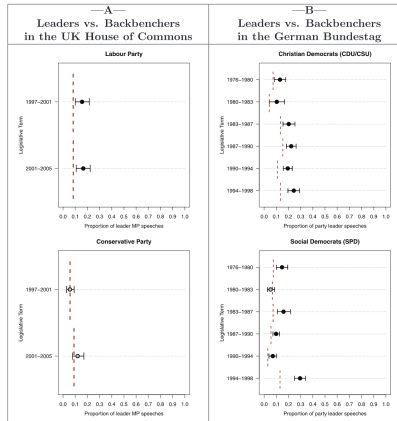 —A—
Leaders vs. Backbenchers
in the UK House of Commons
Labour Party
Legislative Term
1997−2001
2001−2005
0.0 0.1 0.2 0.3 0.4 0.5 0.6 0.7 0.8 0.9 1.0
Proportion of leader MP speeches
Conservative Party
Legislative Term
1997−2001
2001−2005
0.0 0.1 0.2 0.3 0.4 0.5 0.6 0.7 0.8 0.9 1.0
Proportion of leader MP speeches
—B—
Leaders vs. Backbenchers
in the German Bundestag
Christian Democrats (CDU/CSU)
Legislative Term
1976−1980
1980−1983
1983−1987
1987−1990
1990−1994
1994−1998
0.0 0.1 0.2 0.3 0.4 0.5 0.6 0.7 0.8 0.9 1.0
Proportion of party leader speeches
Social Democrats (SPD)
Legislative Term
1976−1980
1980−1983
1983−1987
1987−1990
1990−1994
1994−1998
0.0 0.1 0.2 0.3 0.4 0.5 0.6 0.7 0.8 0.9 1.0
Proportion of party leader speeches